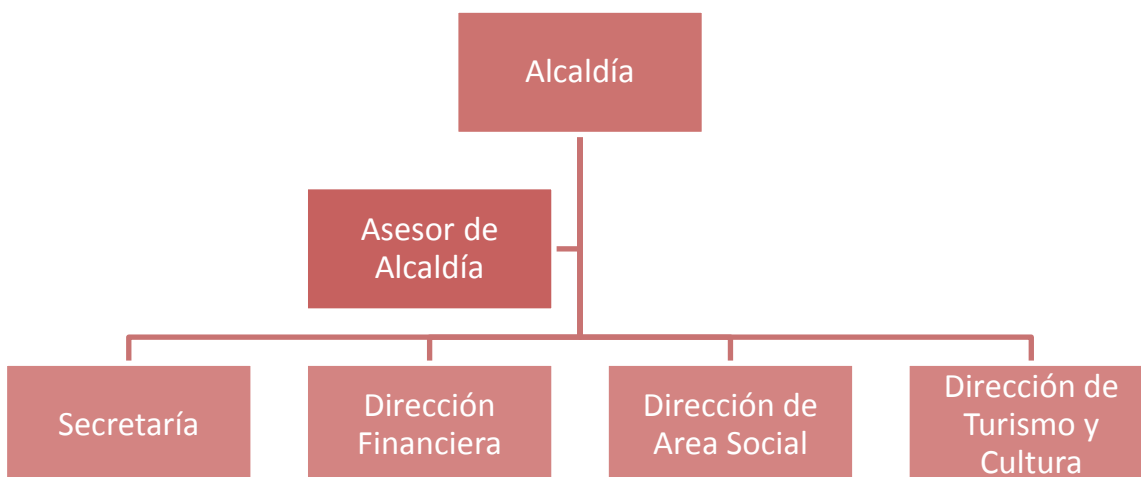 Alcaldía
Asesor de
Alcaldía
Secretaría
Dirección
Financiera
Dirección de
Area Social
Dirección de
Turismo y
Cultura